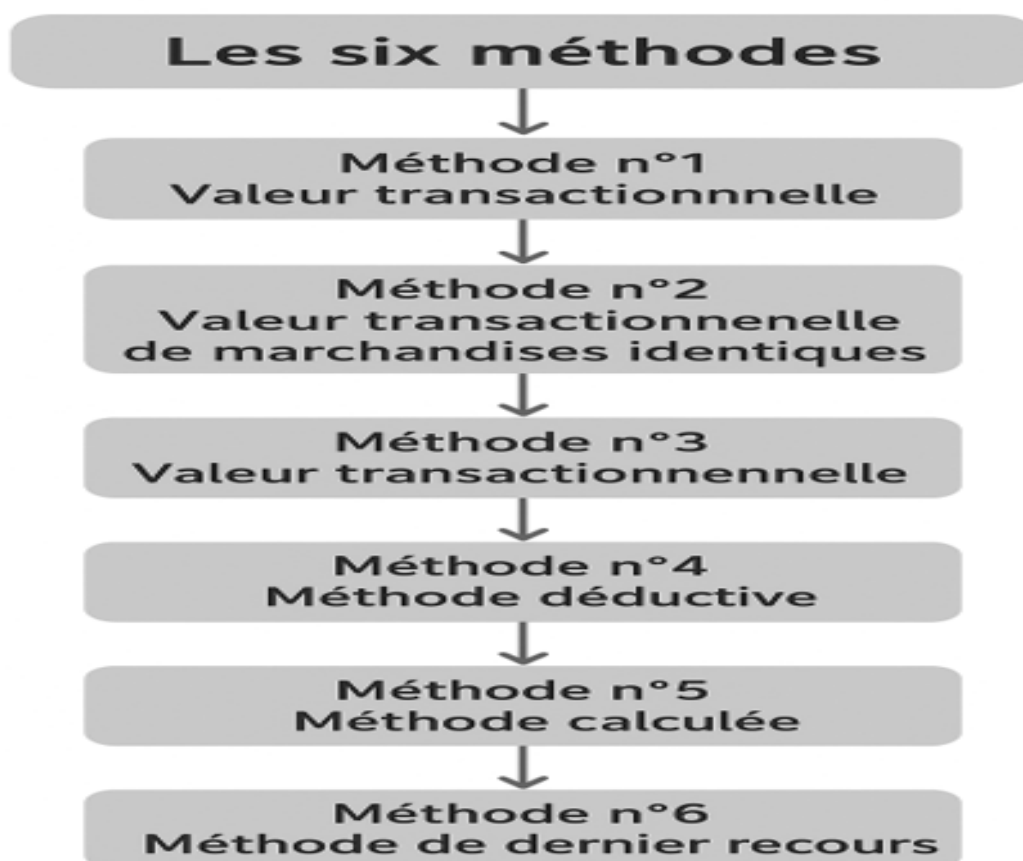 Les six méthodes
Méthode n°1
Valeur transactionnnelle
Méthode n°2
Valeur transactionnenelle
de marchandises identiques
Méthode n°3
Valeur transactionnennelle
Méthode n°4
Méthode déductive
Méthode n°5
Méthode calculée
Méthode n°6
Méthode de dernier recours